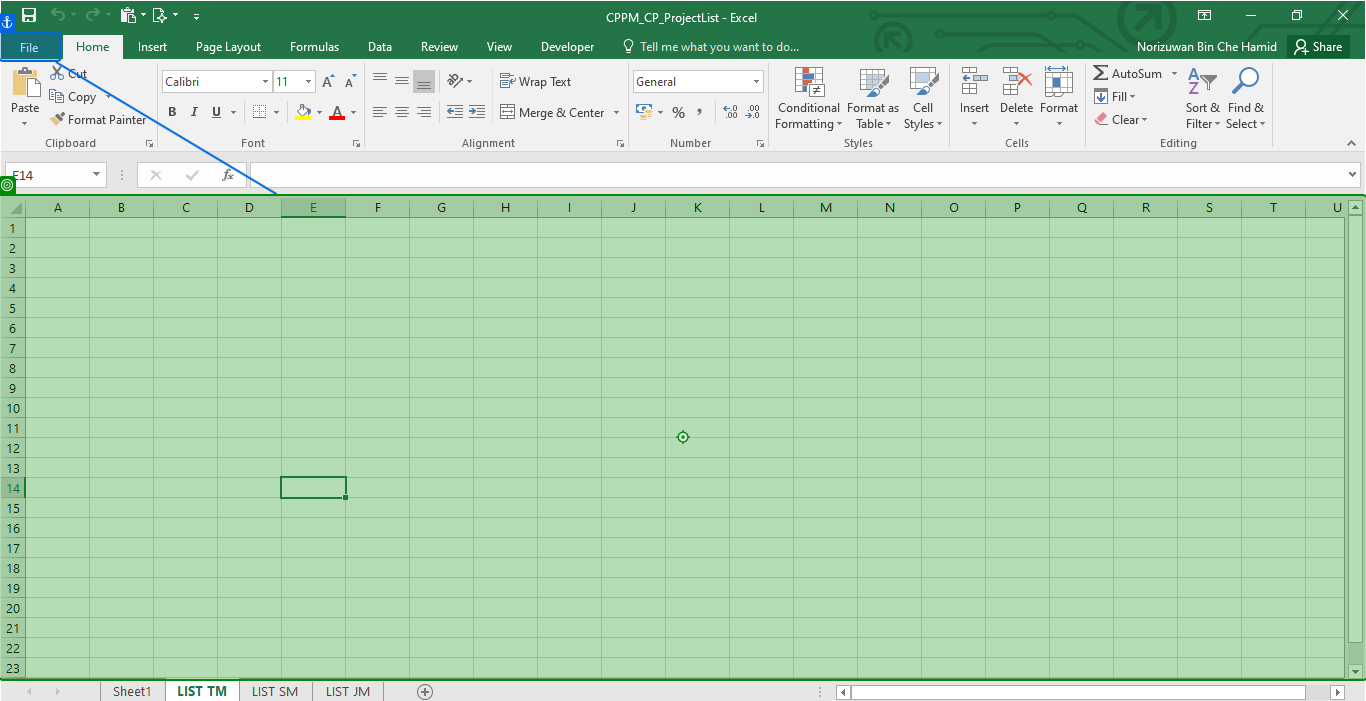 CPPM_CP_ProjectList - Excel
File Home Insert Page Layout Formulas Data Review View Developer Tell me what you want to do... Norizuwan Bin Che Hamid Share
Paste
Cut
Copy
Format Painter
Clipboard
Calibri 11
B I U A
Font
Wrap Text
Merge & Center
Alignment
General
% ,
Number
Conditional Formatting
Format as Table
Cell Styles
Styles
Insert Delete Format
Cells
AutoSum
Fill
Clear
Sort & Filter
Find & Select
Editing
E14 fx
A B C D E F G H I J K L M N O P Q R S T U
1
2
3
4
5
6
7
8
9
10
11
12
13
14
15
16
17
18
19
20
21
22
23
Sheet1 LIST TM LIST SM LIST JM